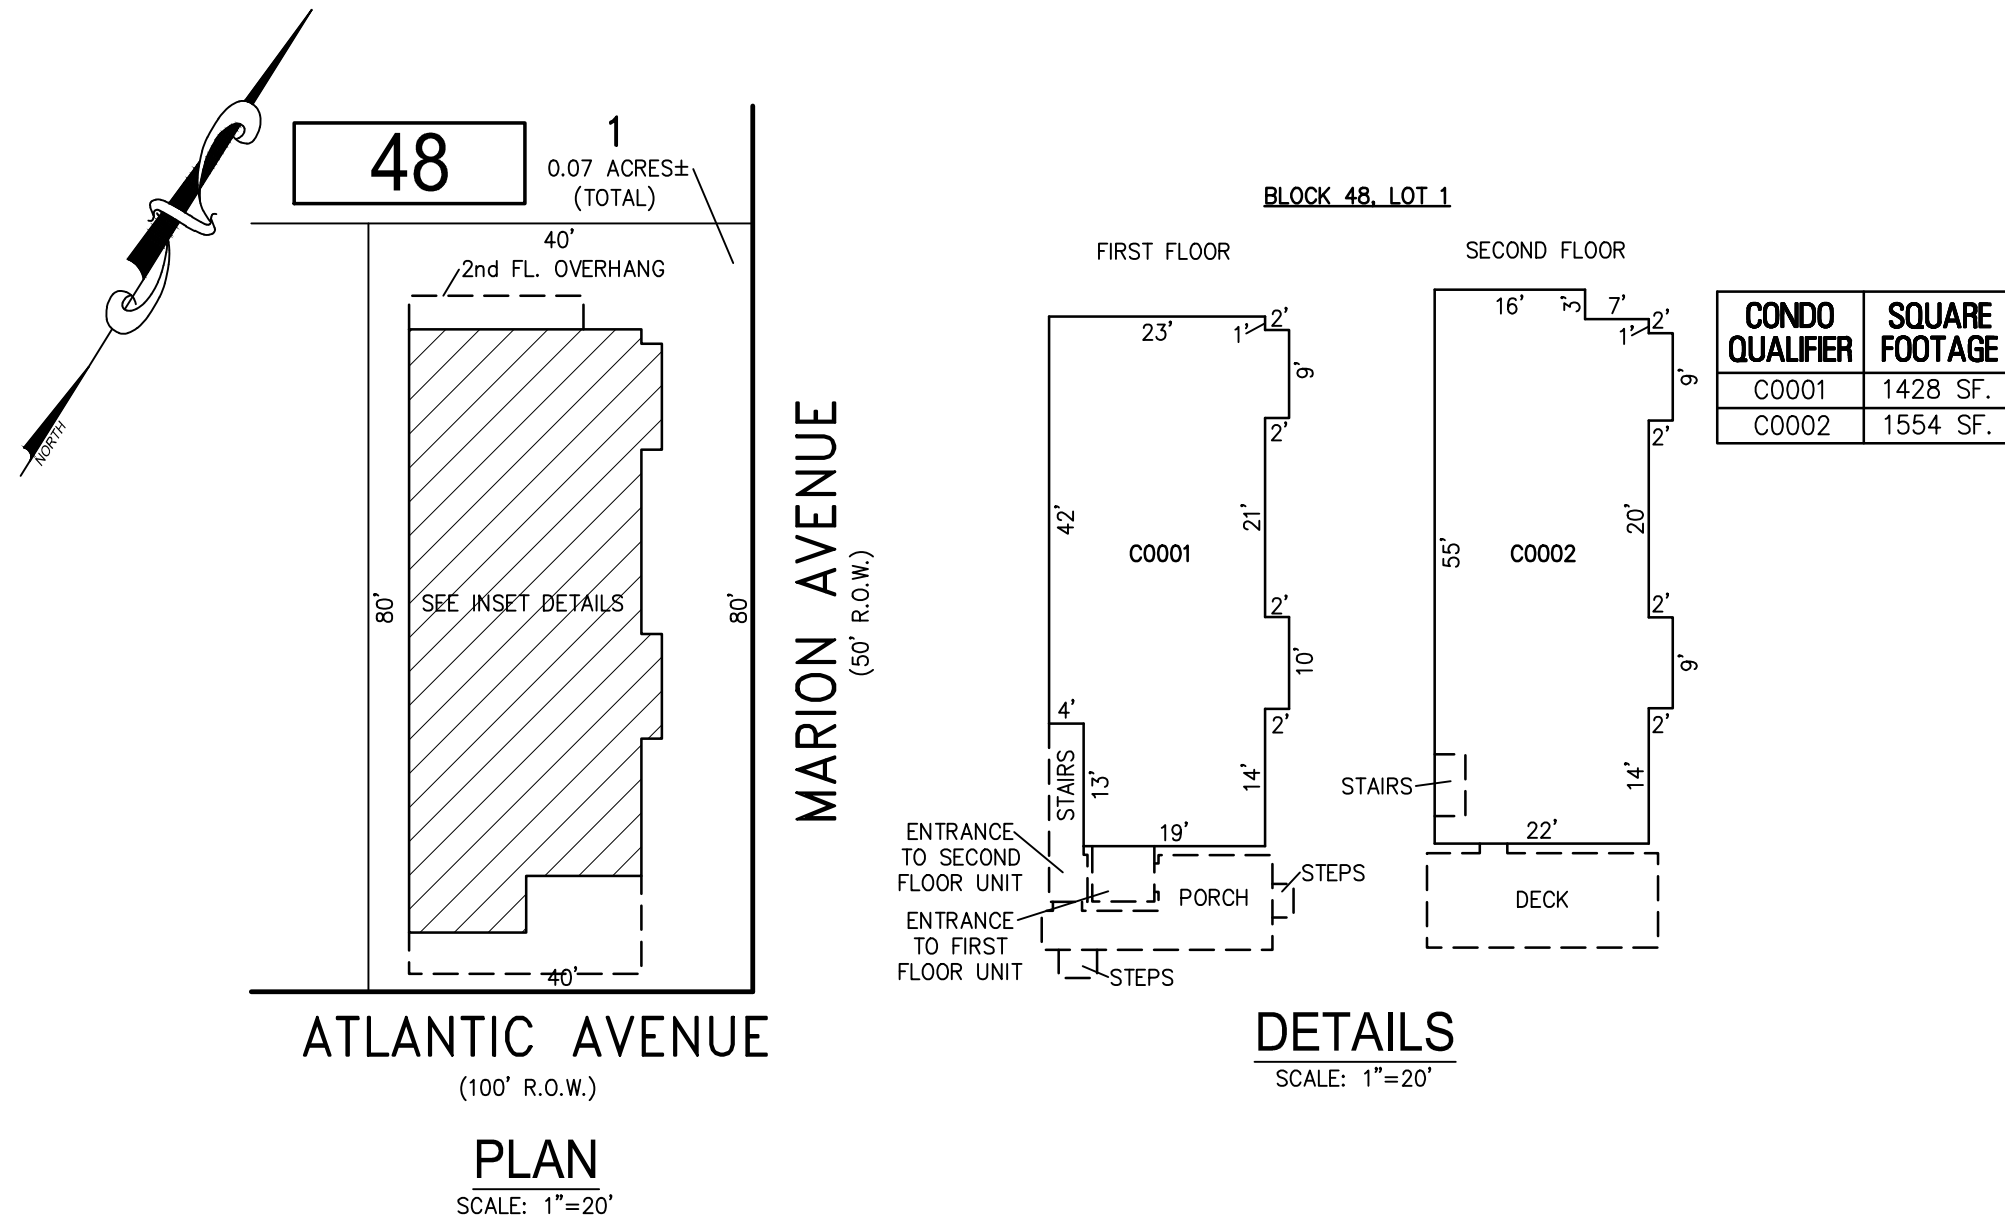 NORTH
48
1
0.07 ACRES±
(TOTAL)
40'
2nd FL. OVERHANG
80'
SEE INSET DETAILS
80'
40'
MARION AVENUE
(50' R.O.W.)
ATLANTIC AVENUE
(100' R.O.W.)
PLAN
SCALE: 1"=20'
BLOCK 48, LOT 1
FIRST FLOOR
23'
2'
1'
9'
2'
42'
21'
C0001
2'
10'
4'
2'
STAIRS
13'
14'
19'
ENTRANCE
TO SECOND
FLOOR UNIT
ENTRANCE
TO FIRST
FLOOR UNIT
PORCH
STEPS
STEPS
SECOND FLOOR
16'
3'
7'
2'
1'
9'
2'
55'
20'
C0002
2'
9'
2'
STAIRS
14'
22'
DECK
CONDO QUALIFIER SQUARE FOOTAGE
C0001 1428 SF.
C0002 1554 SF.
DETAILS
SCALE: 1"=20'